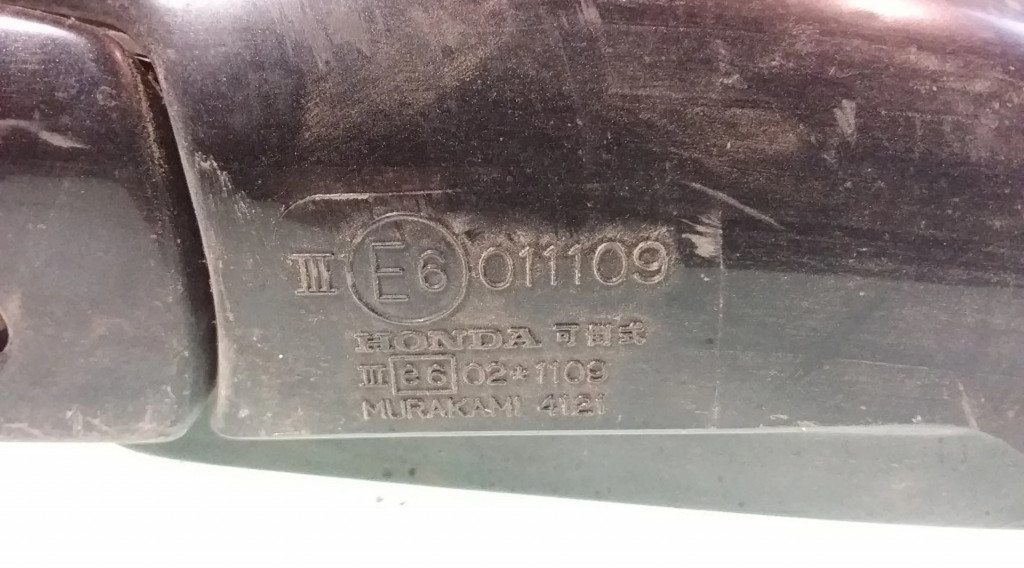 III E6 011109
HONDA 可倒式
III e6 02*1109
MURAKAMI 4121